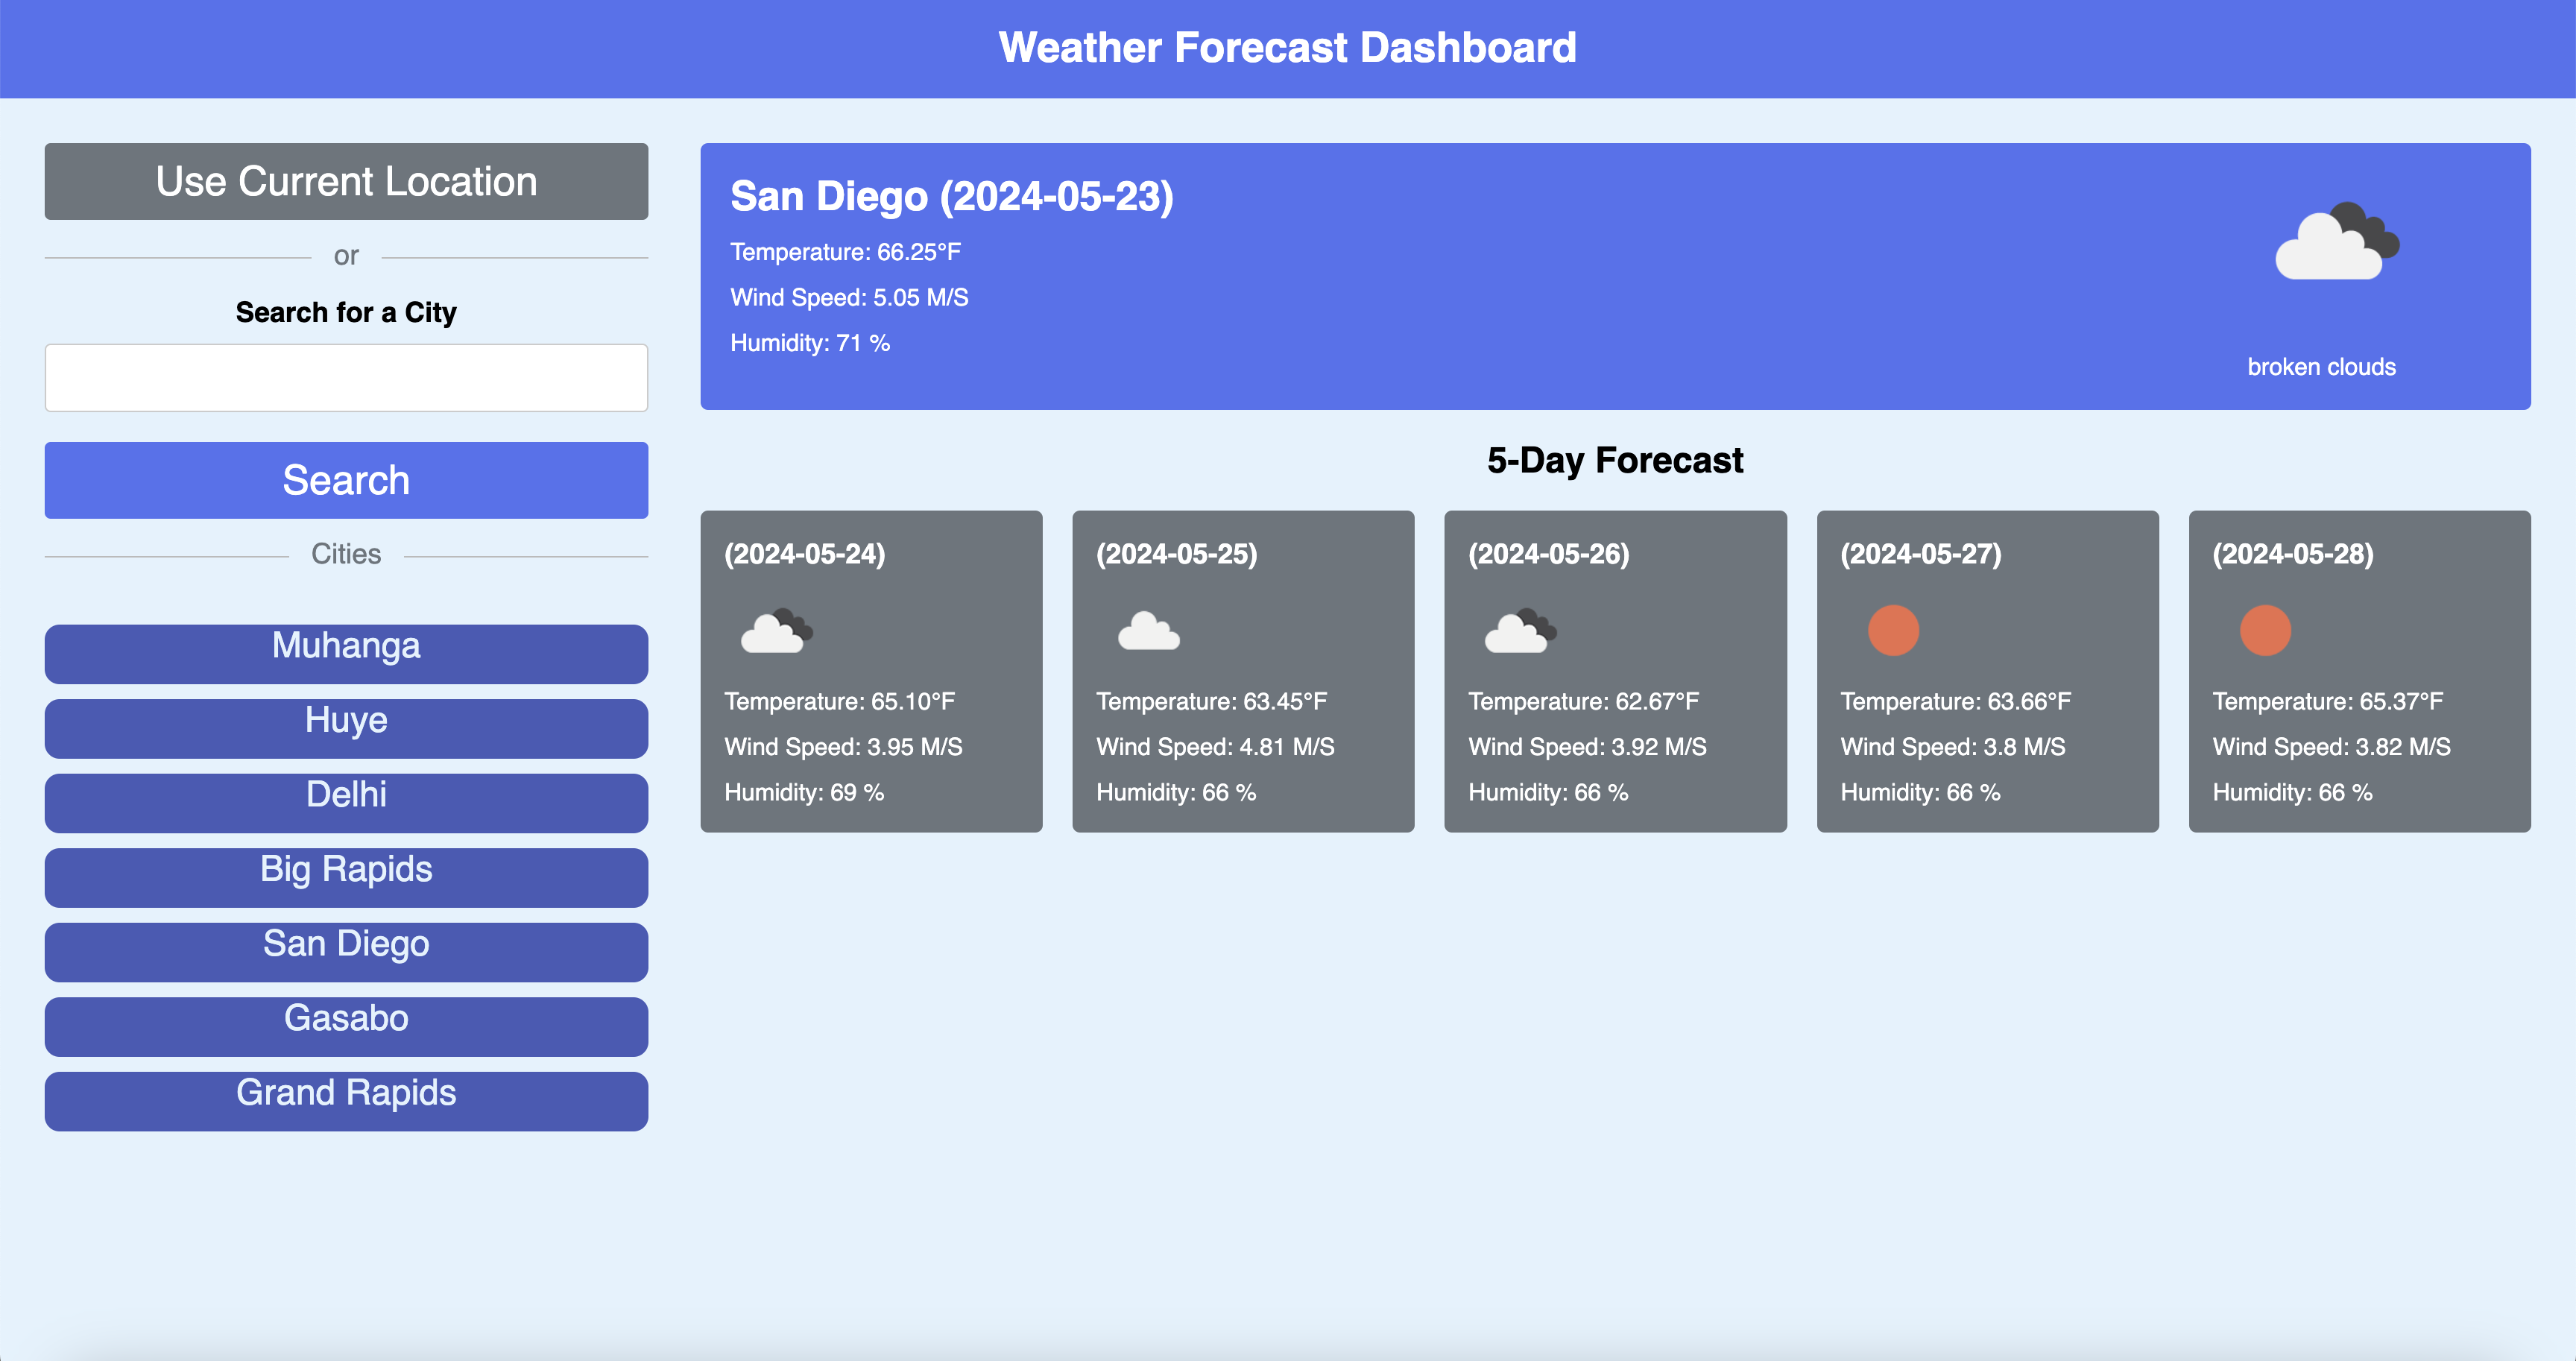 Weather Forecast Dashboard
Use Current Location
or
Search for a City
Search
Cities
Muhanga
Huye
Delhi
Big Rapids
San Diego
Gasabo
Grand Rapids
San Diego (2024-05-23)
Temperature: 66.25°F
Wind Speed: 5.05 M/S
Humidity: 71 %
broken clouds
5-Day Forecast
(2024-05-24)
Temperature: 65.10°F
Wind Speed: 3.95 M/S
Humidity: 69 %
(2024-05-25)
Temperature: 63.45°F
Wind Speed: 4.81 M/S
Humidity: 66 %
(2024-05-26)
Temperature: 62.67°F
Wind Speed: 3.92 M/S
Humidity: 66 %
(2024-05-27)
Temperature: 63.66°F
Wind Speed: 3.8 M/S
Humidity: 66 %
(2024-05-28)
Temperature: 65.37°F
Wind Speed: 3.82 M/S
Humidity: 66 %